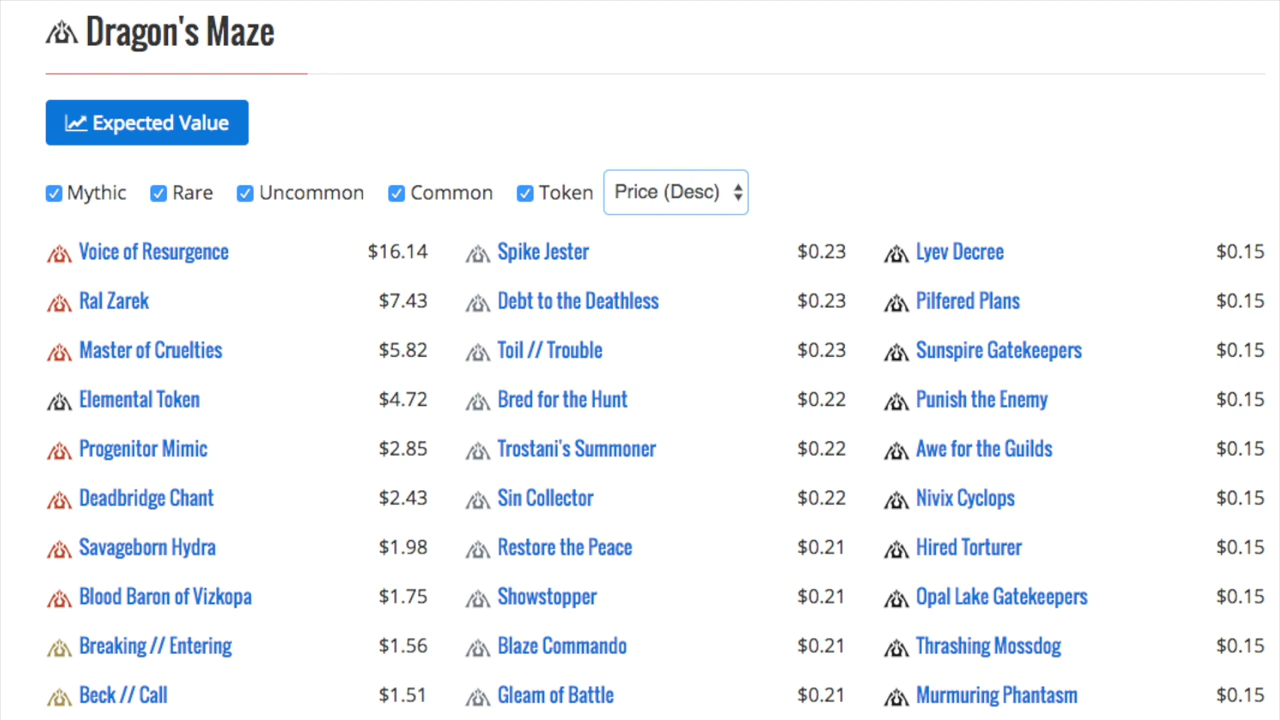 Dragon's Maze
Expected Value
Mythic Rare Uncommon Common Token Price (Desc)
Voice of Resurgence $16.14
Ral Zarek $7.43
Master of Cruelties $5.82
Elemental Token $4.72
Progenitor Mimic $2.85
Deadbridge Chant $2.43
Savageborn Hydra $1.98
Blood Baron of Vizkopa $1.75
Breaking // Entering $1.56
Beck // Call $1.51
Spike Jester $0.23
Debt to the Deathless $0.23
Toil // Trouble $0.23
Bred for the Hunt $0.22
Trostani's Summoner $0.22
Sin Collector $0.22
Restore the Peace $0.21
Showstopper $0.21
Blaze Commando $0.21
Gleam of Battle $0.21
Lyev Decree $0.15
Pilfered Plans $0.15
Sunspire Gatekeepers $0.15
Punish the Enemy $0.15
Awe for the Guilds $0.15
Nivix Cyclops $0.15
Hired Torturer $0.15
Opal Lake Gatekeepers $0.15
Thrashing Mossdog $0.15
Murmuring Phantasm $0.15